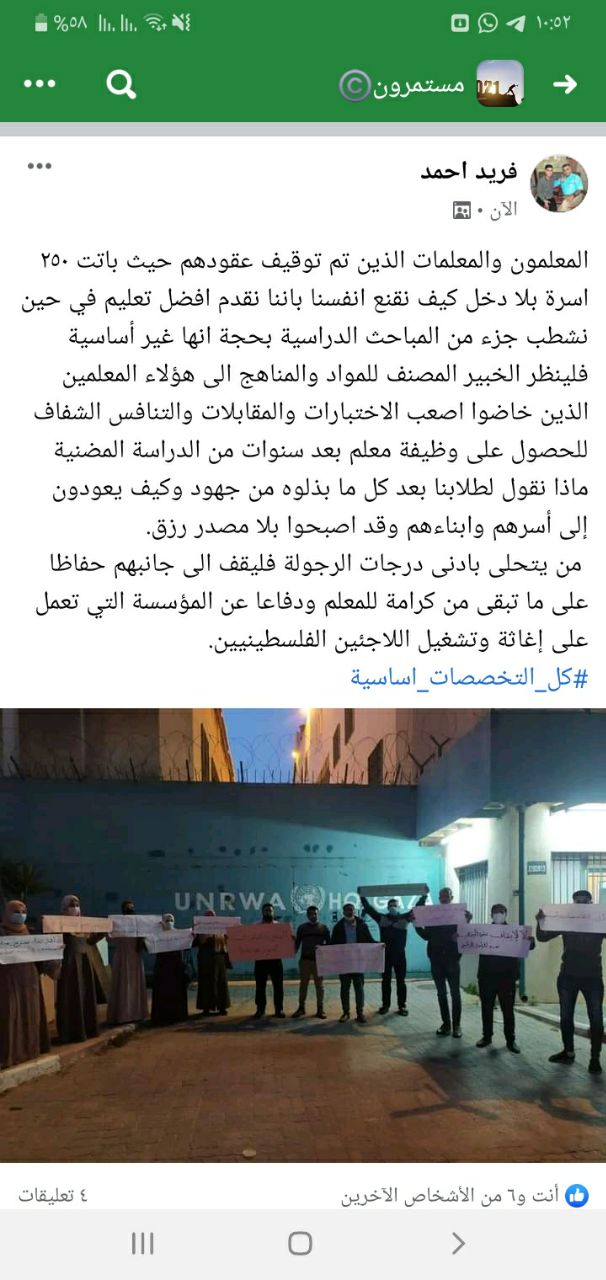 ١٠:٥٢
%٥٨
مستمرون©
021
فريد احمد
الآن
المعلمون والمعلمات الذين تم توقيف عقودهم حيث باتت ٢٥٠
اسرة بلا دخل كيف نقنع انفسنا باننا نقدم افضل تعليم في حين
نشطب جزء من المباحث الدراسية بحجة انها غير أساسية
فلينظر الخبير المصنف للمواد والمناهج الى هؤلاء المعلمين
الذين خاضوا اصعب الاختبارات والمقابلات والتنافس الشفاف
للحصول على وظيفة معلم بعد سنوات من الدراسة المضنية
ماذا نقول لطلابنا بعد كل ما بذلوه من جهود وكيف يعودون
إلى أسرهم وابناءهم وقد اصبحوا بلا مصدر رزق.
من يتحلى بادنى درجات الرجولة فليقف الى جانبهم حفاظا
على ما تبقى من كرامة للمعلم ودفاعا عن المؤسسة التي تعمل
على إغاثة وتشغيل اللاجئين الفلسطينيين.
#كل_التخصصات_اساسية
UNRWA HQ GAZA
أنت و٦ من الأشخاص الآخرين
٤ تعليقات